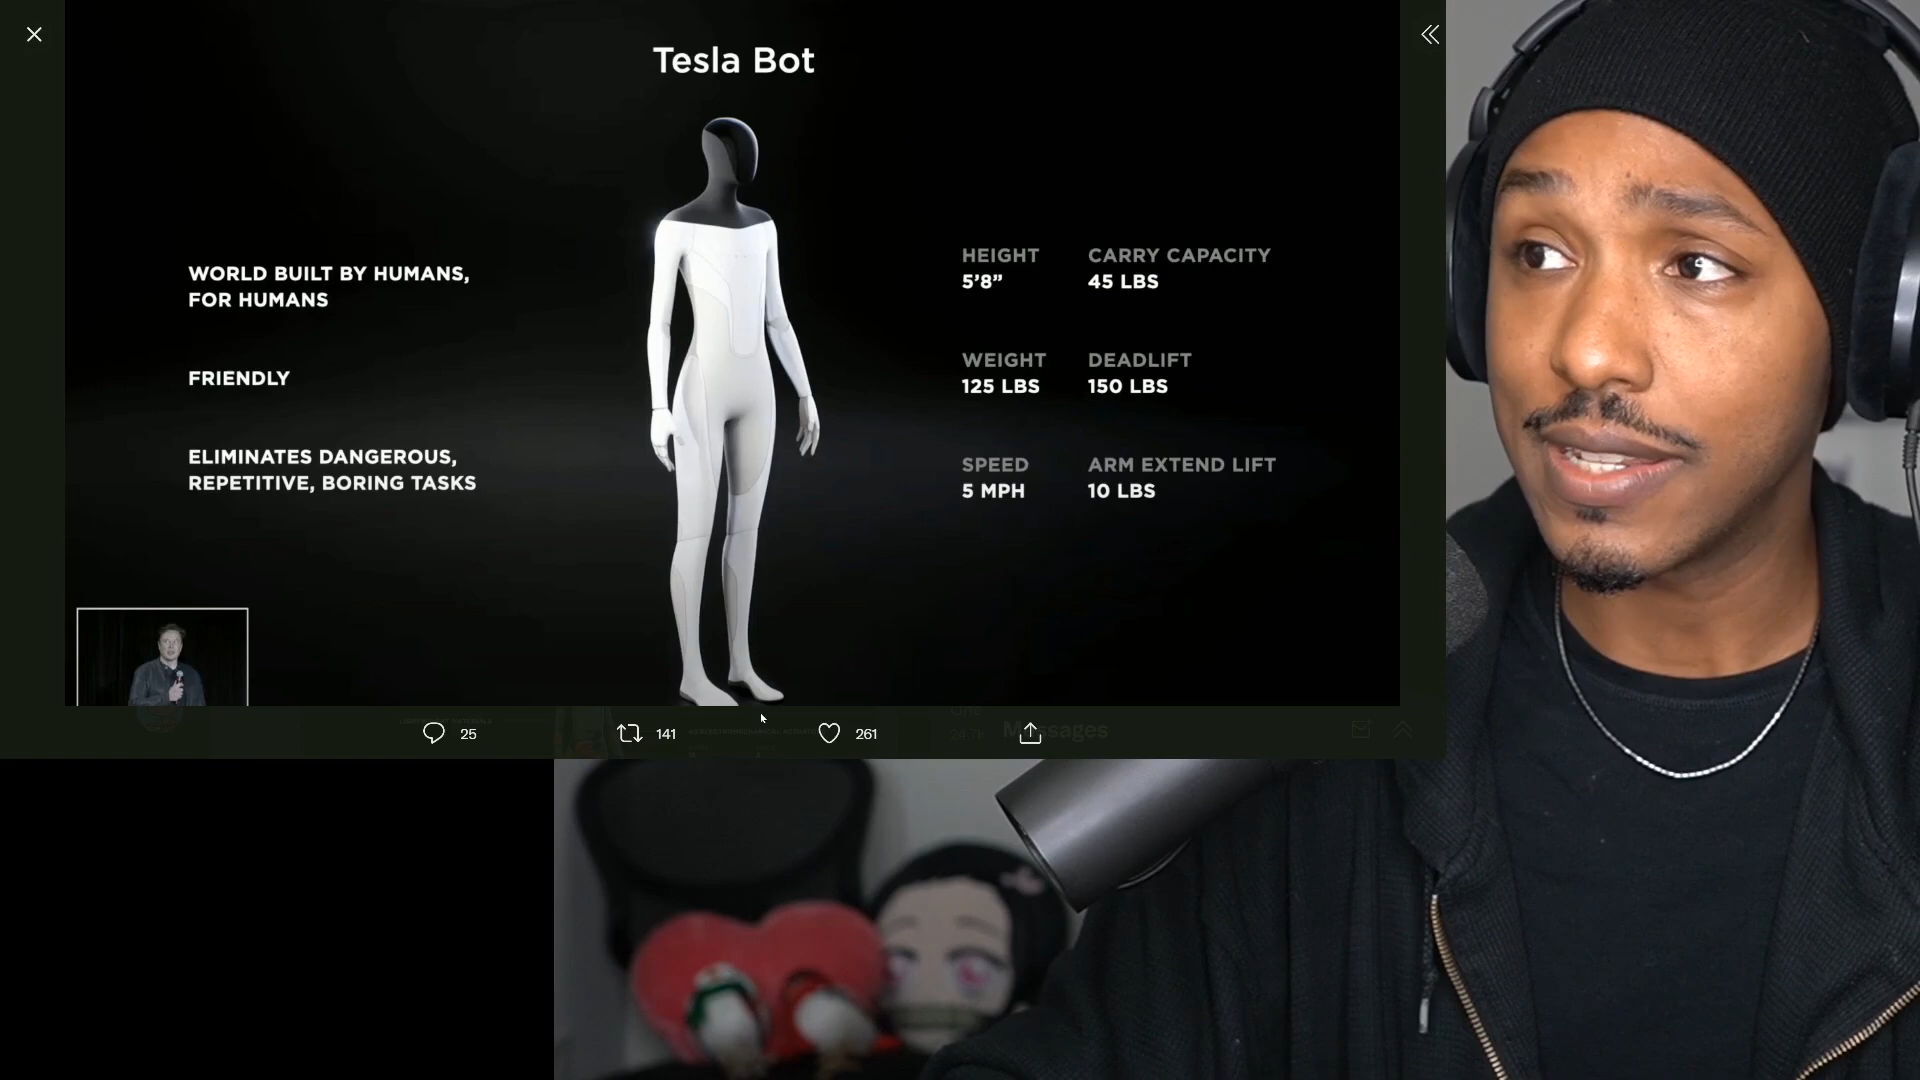 Tesla Bot
WORLD BUILT BY HUMANS,
FOR HUMANS
FRIENDLY
ELIMINATES DANGEROUS,
REPETITIVE, BORING TASKS
HEIGHT
5’8”
CARRY CAPACITY
45 LBS
WEIGHT
125 LBS
DEADLIFT
150 LBS
SPEED
5 MPH
ARM EXTEND LIFT
10 LBS
25
141
261
Messages